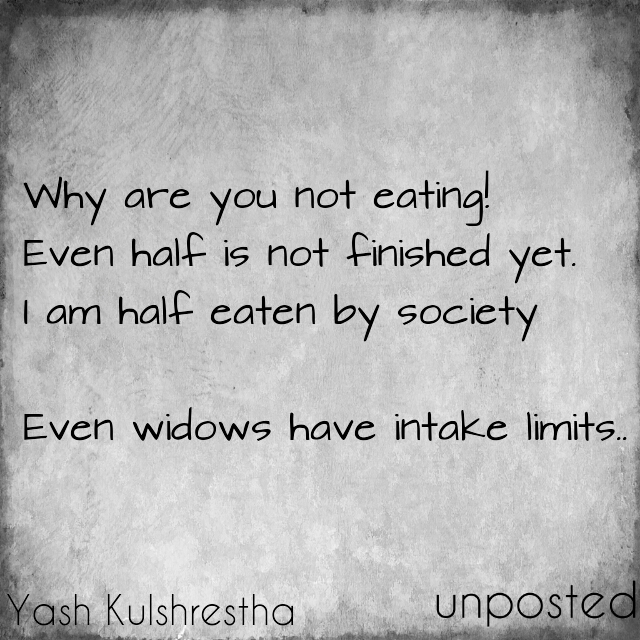 Why are you not eating!
Even half is not finished yet.
I am half eaten by society
Even widows have intake limits..
Yash Kulshrestha
unposted